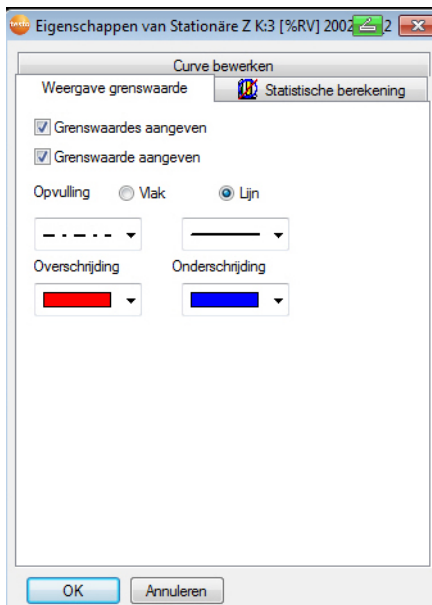 testo Eigenschappen van Stationäre Z K:3 [%RV] 2002 2
Curve bewerken
Weergave grenswaarde Statistische berekening
Grenswaardes aangeven
Grenswaarde aangeven
Opvulling Vlak Lijn
Overschrijding Onderschrijding
OK Annuleren